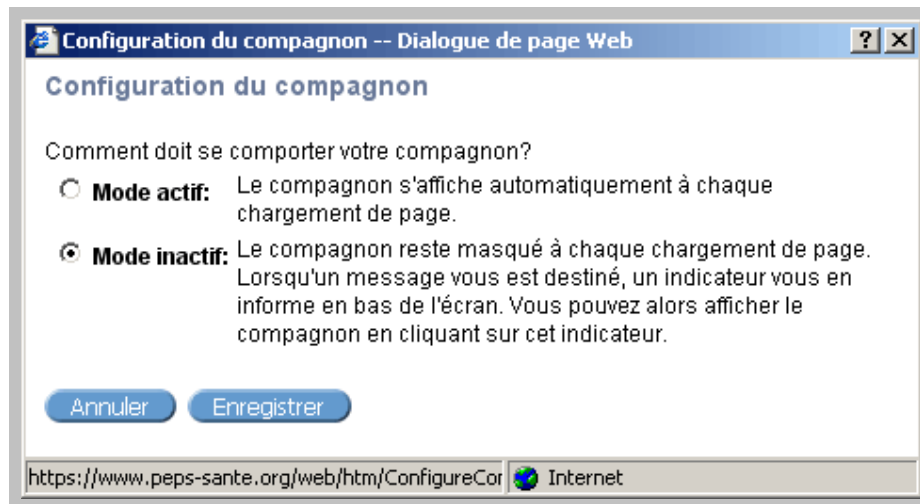 Configuration du compagnon -- Dialogue de page Web
Configuration du compagnon
Comment doit se comporter votre compagnon?
Mode actif: Le compagnon s'affiche automatiquement à chaque
chargement de page.
Mode inactif: Le compagnon reste masqué à chaque chargement de page.
Lorsqu'un message vous est destiné, un indicateur vous en
informe en bas de l'écran. Vous pouvez alors afficher le
compagnon en cliquant sur cet indicateur.
Annuler Enregistrer
https://www.peps-sante.org/web/htm/ConfigureCor Internet